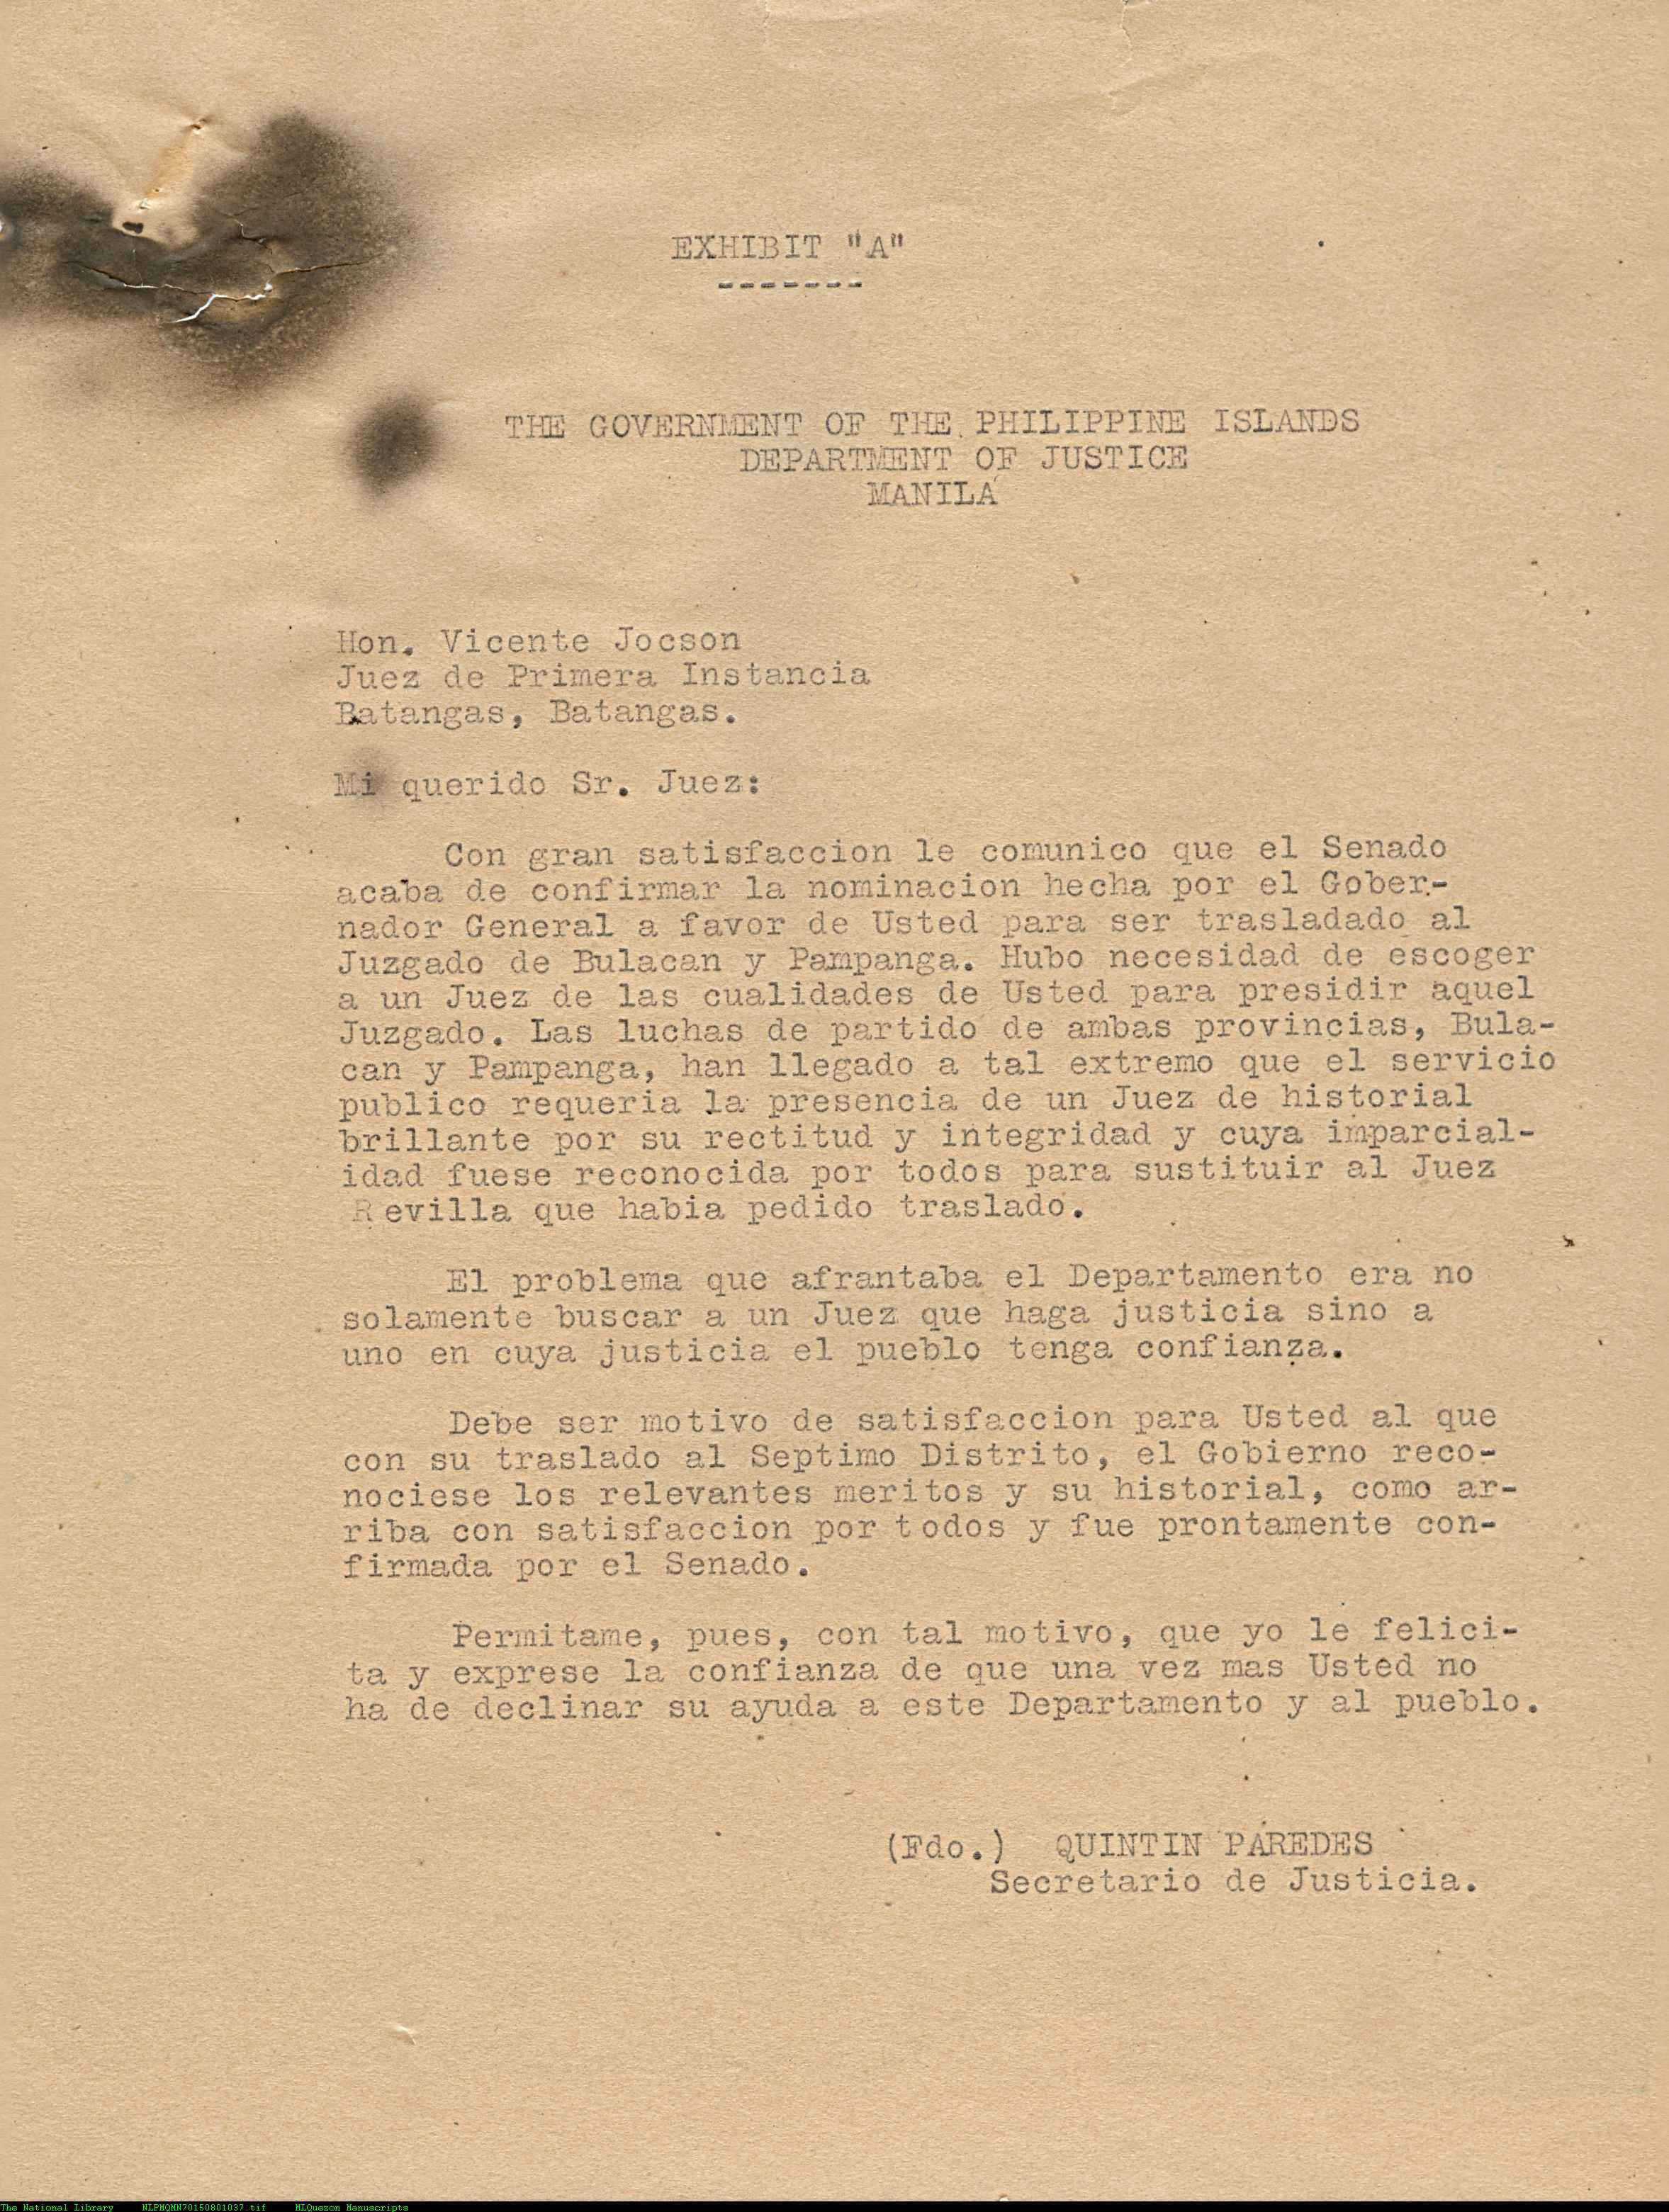 EXHIBIT "A"
-------
THE GOVERNMENT OF THE PHILIPPINE ISLANDS
DEPARTMENT OF JUSTICE
MANILA
Hon. Vicente Jocson
Juez de Primera Instancia
Batangas, Batangas.
Mi querido Sr. Juez:
Con gran satisfaccion le comunico que el Senado
acaba de confirmar la nominacion hecha por el Gober-
nador General a favor de Usted para ser trasladado al
Juzgado de Bulacan y Pampanga. Hubo necesidad de escoger
a un Juez de las cualidades de Usted para presidir aquel
Juzgado. Las luchas de partido de ambas provincias, Bula-
can y Pampanga, han llegado a tal extremo que el servicio
publico requeria la presencia de un Juez de historial
brillante por su rectitud y integridad y cuya imparcial-
idad fuese reconocida por todos para sustituir al Juez
Revilla que habia pedido traslado.
El problema que afrantaba el Departamento era no
solamente buscar a un Juez que haga justicia sino a
uno en cuya justicia el pueblo tenga confianza.
Debe ser motivo de satisfaccion para Usted al que
con su traslado al Septimo Distrito, el Gobierno reco-
nociese los relevantes meritos y su historial, como ar-
riba con satisfaccion por todos y fue prontamente con-
firmada por el Senado.
Permitame, pues, con tal motivo, que yo le felici-
ta y exprese la confianza de que una vez mas Usted no
ha de declinar su ayuda a este Departamento y al pueblo.
(Fdo.) QUINTIN PAREDES
Secretario de Justicia.
The National Library NLPMQMN70150801037.tif MLQuezon Manuscripts